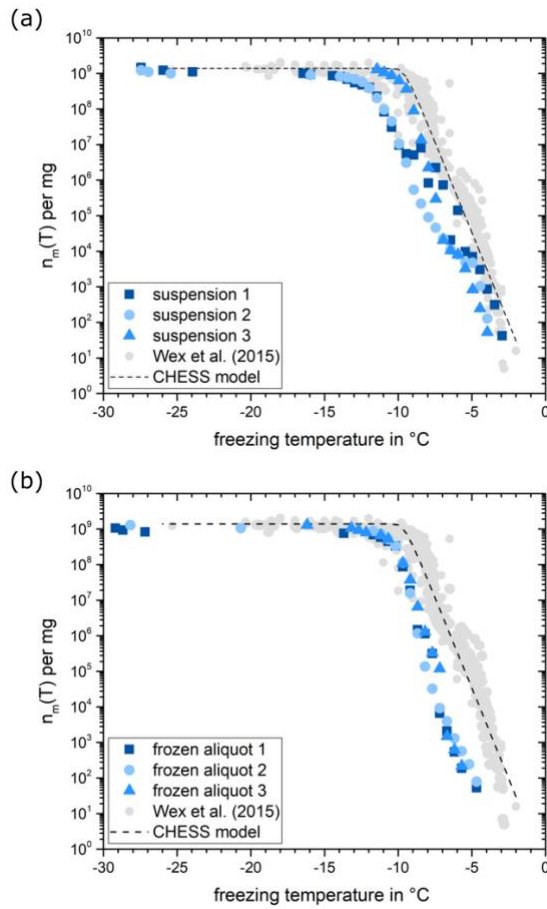 (a)
10^10
10^9
10^8
10^7
10^6
10^5
10^4
10^3
10^2
10^1
10^0
n_m(T) per mg
suspension 1
suspension 2
suspension 3
Wex et al. (2015)
CHESS model
-30 -25 -20 -15 -10 -5 0
freezing temperature in °C
(b)
10^10
10^9
10^8
10^7
10^6
10^5
10^4
10^3
10^2
10^1
10^0
n_m(T) per mg
frozen aliquot 1
frozen aliquot 2
frozen aliquot 3
Wex et al. (2015)
CHESS model
-30 -25 -20 -15 -10 -5 0
freezing temperature in °C